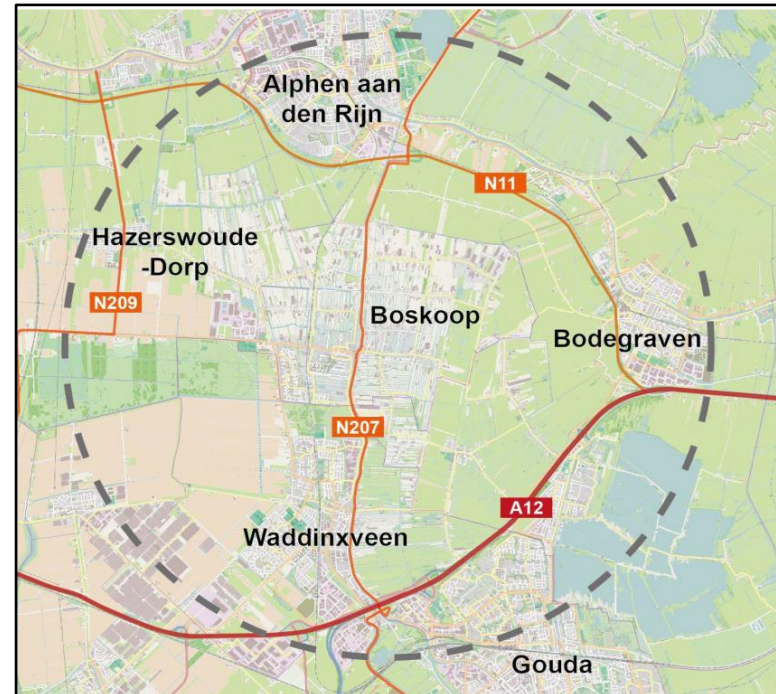 Alphen aan
den Rijn
N11
Hazerswoude
-Dorp
N209
Boskoop
Bodegraven
N207
A12
Waddinxveen
Gouda